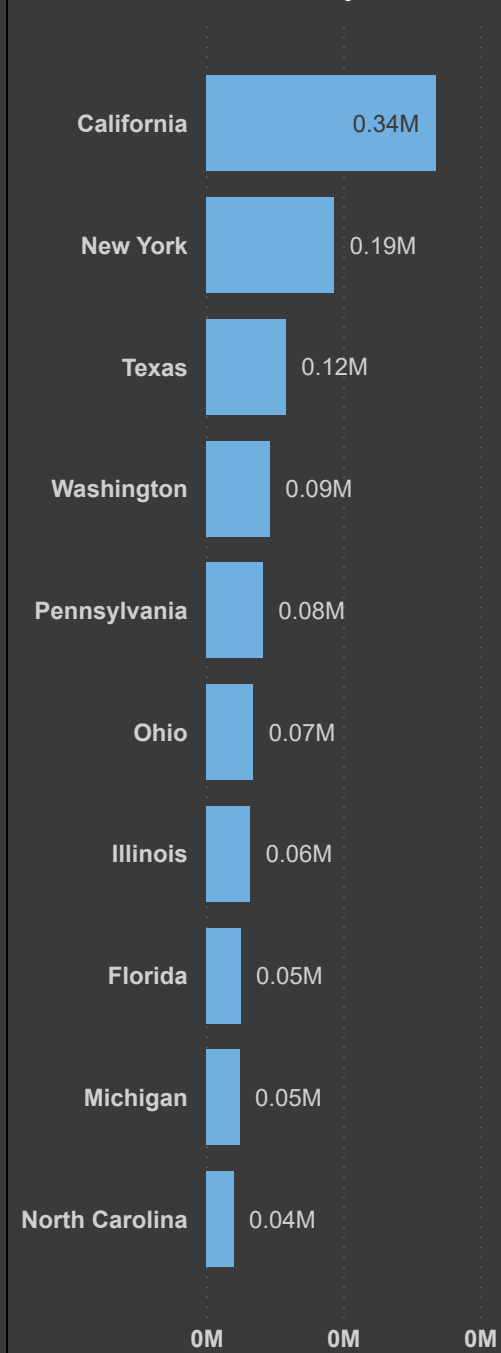 California 0.34M
New York 0.19M
Texas 0.12M
Washington 0.09M
Pennsylvania 0.08M
Ohio 0.07M
Illinois 0.06M
Florida 0.05M
Michigan 0.05M
North Carolina 0.04M
0M 0M 0M